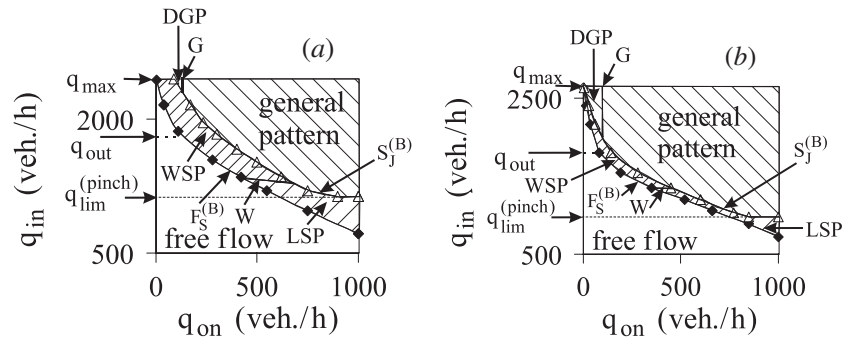 DGP
G
(a)
q_max
2000
general
pattern
q_out
WSP
S_J^(B)
q_lim^(pinch)
F_S^(B)
W
LSP
free flow
500
0
500
1000
q_in (veh./h)
q_on (veh./h)
DGP
G
(b)
q_max
2500
general
pattern
q_out
S_J^(B)
WSP
F_S^(B)
W
q_lim^(pinch)
free flow
LSP
500
0
500
1000
q_in (veh./h)
q_on (veh./h)